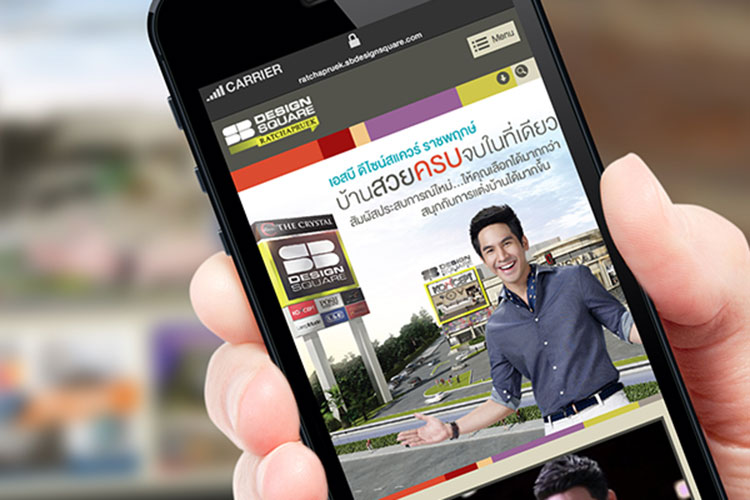 CARRIER
ratchapruek.sbdesignsquare.com
Menu
SB DESIGN
SQUARE
RATCHAPRUEK
เอสบี ดีไซน์สแควร์ ราชพฤกษ์
บ้านสวยครบจบในที่เดียว
สัมผัสประสบการณ์ใหม่...ให้คุณเลือกได้มากกว่า
สนุกกับการแต่งบ้านได้มากขึ้น
THE CRYSTAL
SB
DESIGN
SQUARE
SB DESIGN
SQUARE
KONCEPT